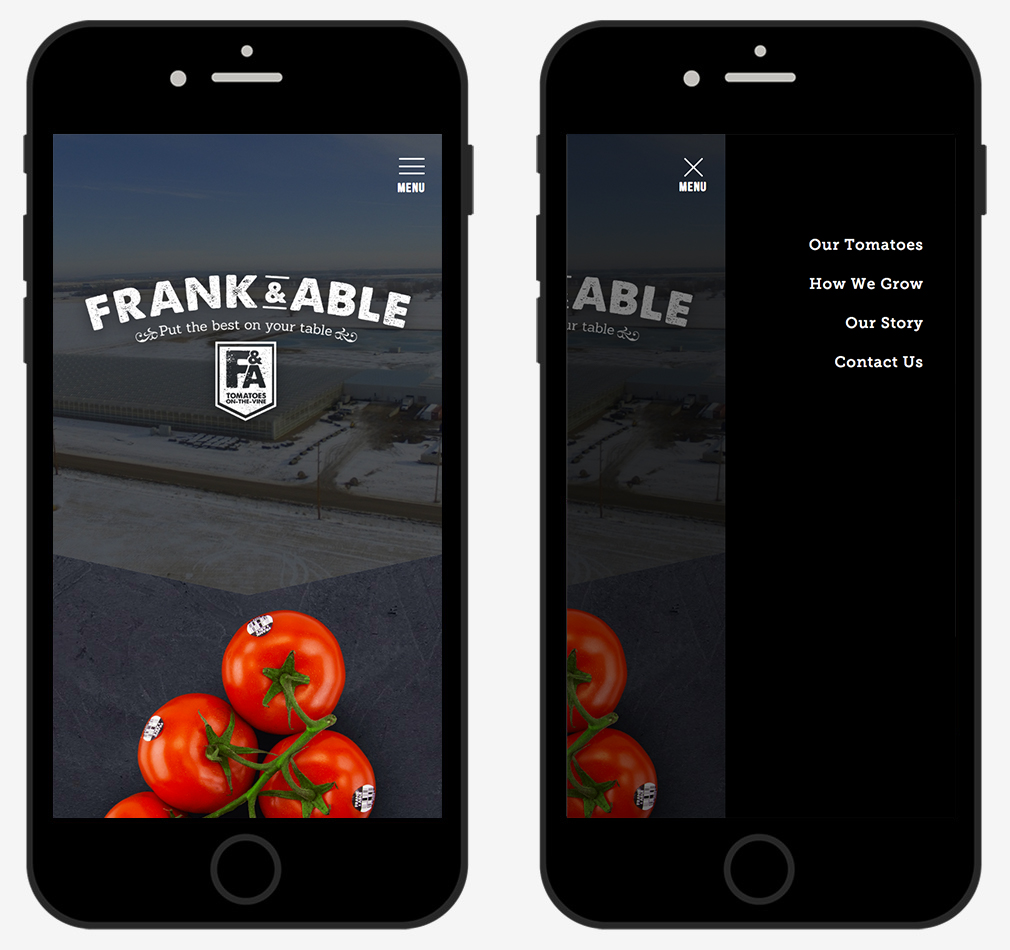 MENU
FRANK & ABLE
Put the best on your table
F&A
TOMATOES
ON-THE-VINE
MENU
ABLE
ur table
Our Tomatoes
How We Grow
Our Story
Contact Us